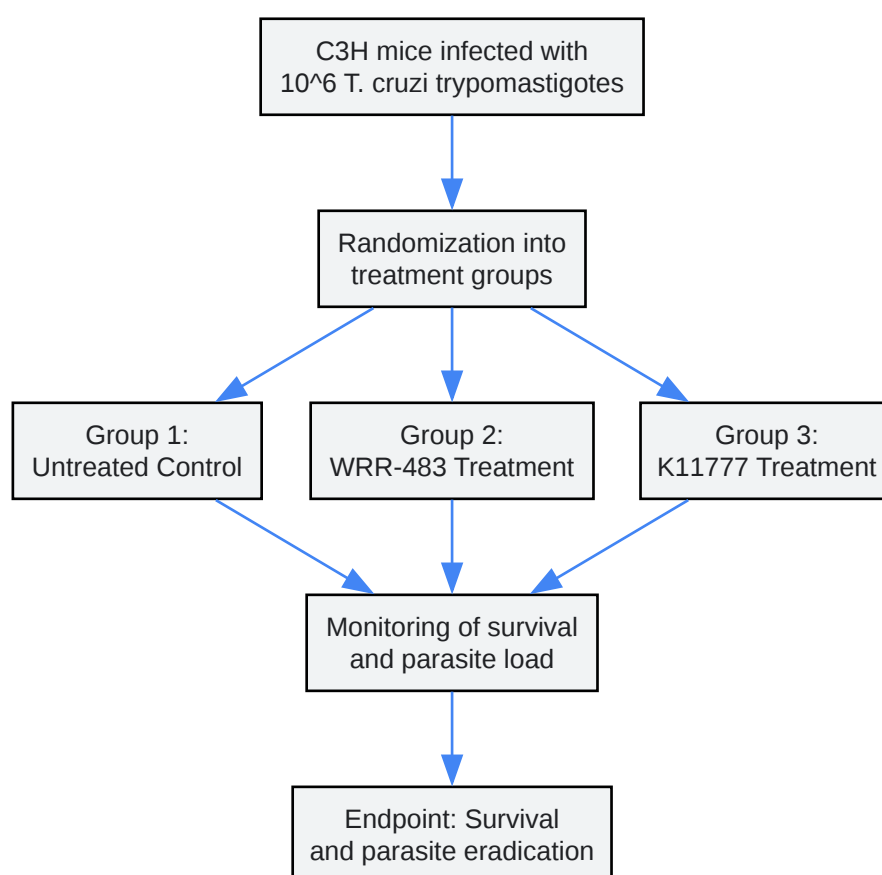 C3H mice infected with
10^6 T. cruzi trypomastigotes
Randomization into
treatment groups
Group 1:
Untreated Control
Group 2:
WRR-483 Treatment
Group 3:
K11777 Treatment
Monitoring of survival
and parasite load
Endpoint: Survival
and parasite eradication